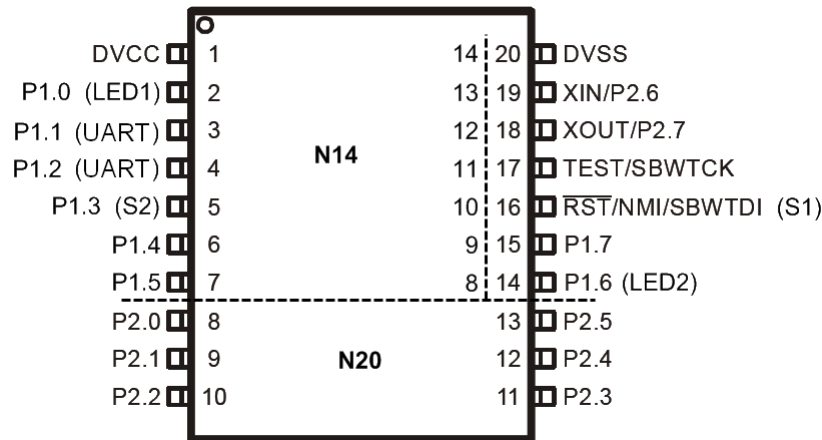 DVCC 1 14 20 DVSS
P1.0 (LED1) 2 13 19 XIN/P2.6
P1.1 (UART) 3 12 18 XOUT/P2.7
P1.2 (UART) 4 N14 11 17 TEST/SBWTCK
P1.3 (S2) 5 10 16 RST/NMI/SBWTDI (S1)
P1.4 6 9 15 P1.7
P1.5 7 8 14 P1.6 (LED2)
P2.0 8 13 P2.5
P2.1 9 N20 12 P2.4
P2.2 10 11 P2.3